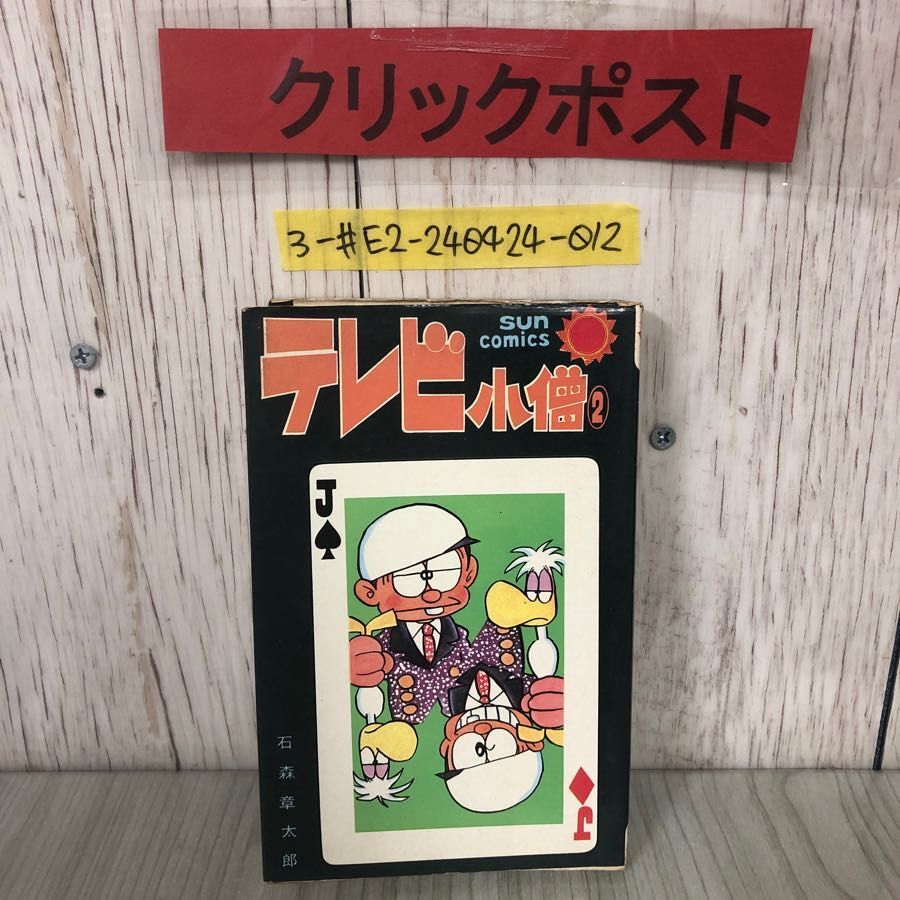 クリックポスト
3-#E2-240424-012
sun
comics
テレビ小僧②
J
石森章太郎
J